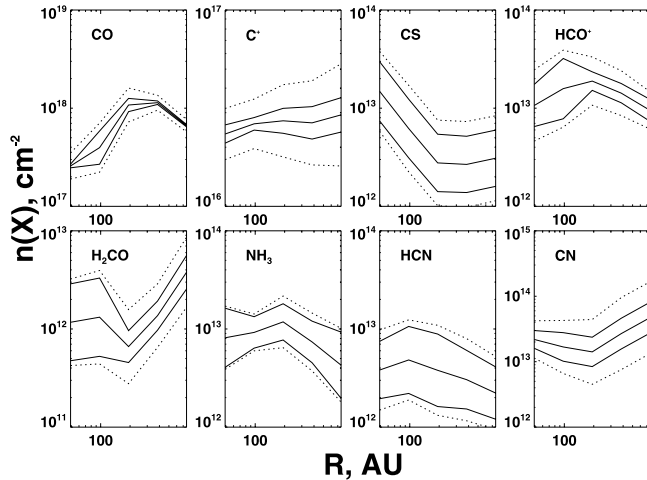 10¹⁹ CO 10¹⁸ 10¹⁷ 100
10¹⁷ C⁺ 10¹⁶ 100
10¹⁴ CS 10¹³ 10¹² 100
10¹⁴ HCO⁺ 10¹³ 10¹² 100
n(X), cm⁻²
10¹³ H₂CO 10¹² 10¹¹ 100
10¹⁴ NH₃ 10¹³ 10¹² 100
10¹⁴ HCN 10¹³ 10¹² 100
10¹⁵ CN 10¹⁴ 10¹³ 10¹² 100
R, AU